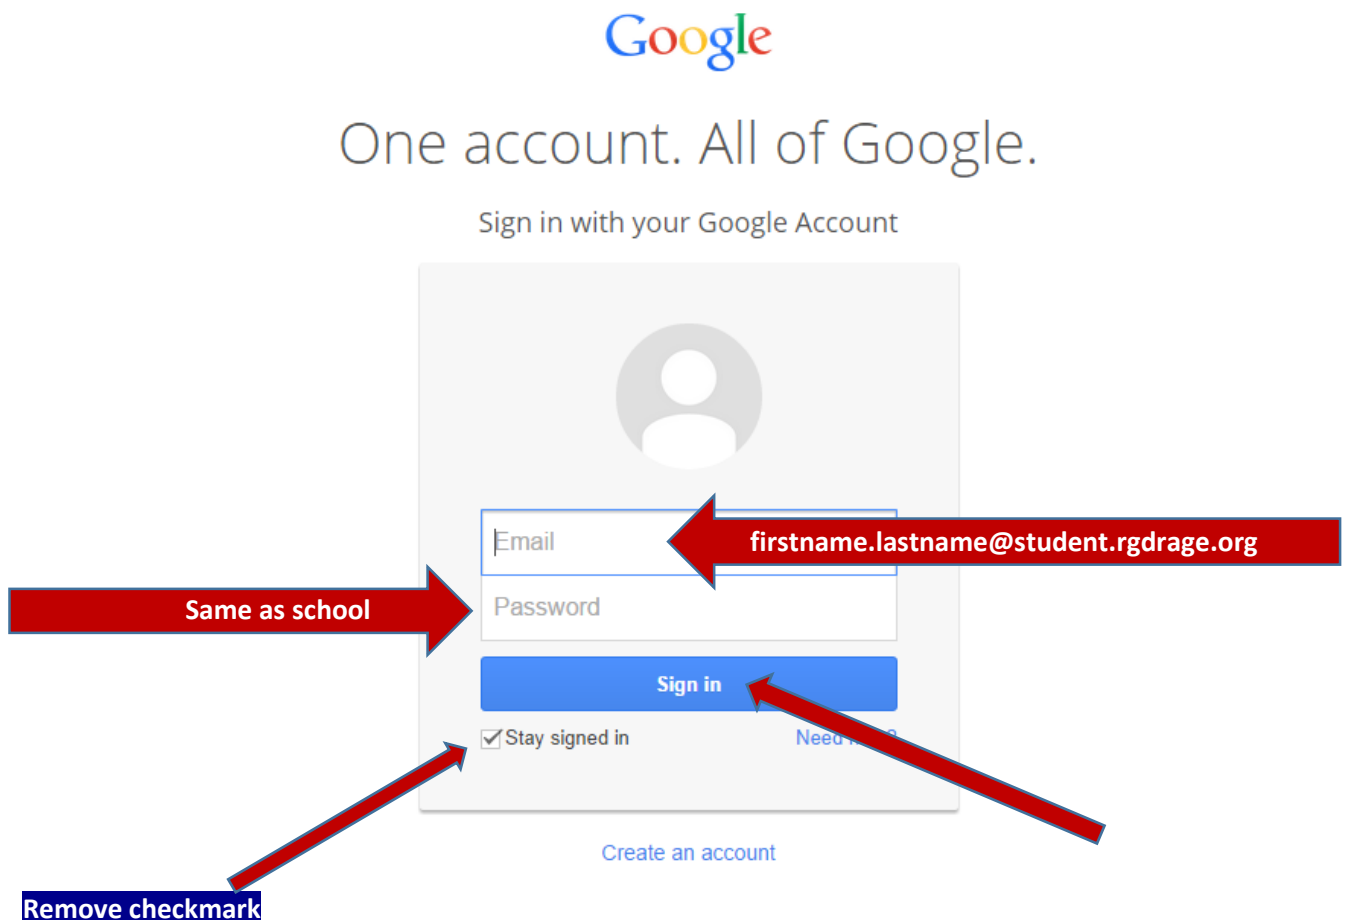 Google
One account. All of Google.
Sign in with your Google Account
Email
firstname.lastname@student.rgdrage.org
Same as school
Password
Sign in
Stay signed in
Need
Create an account
Remove checkmark